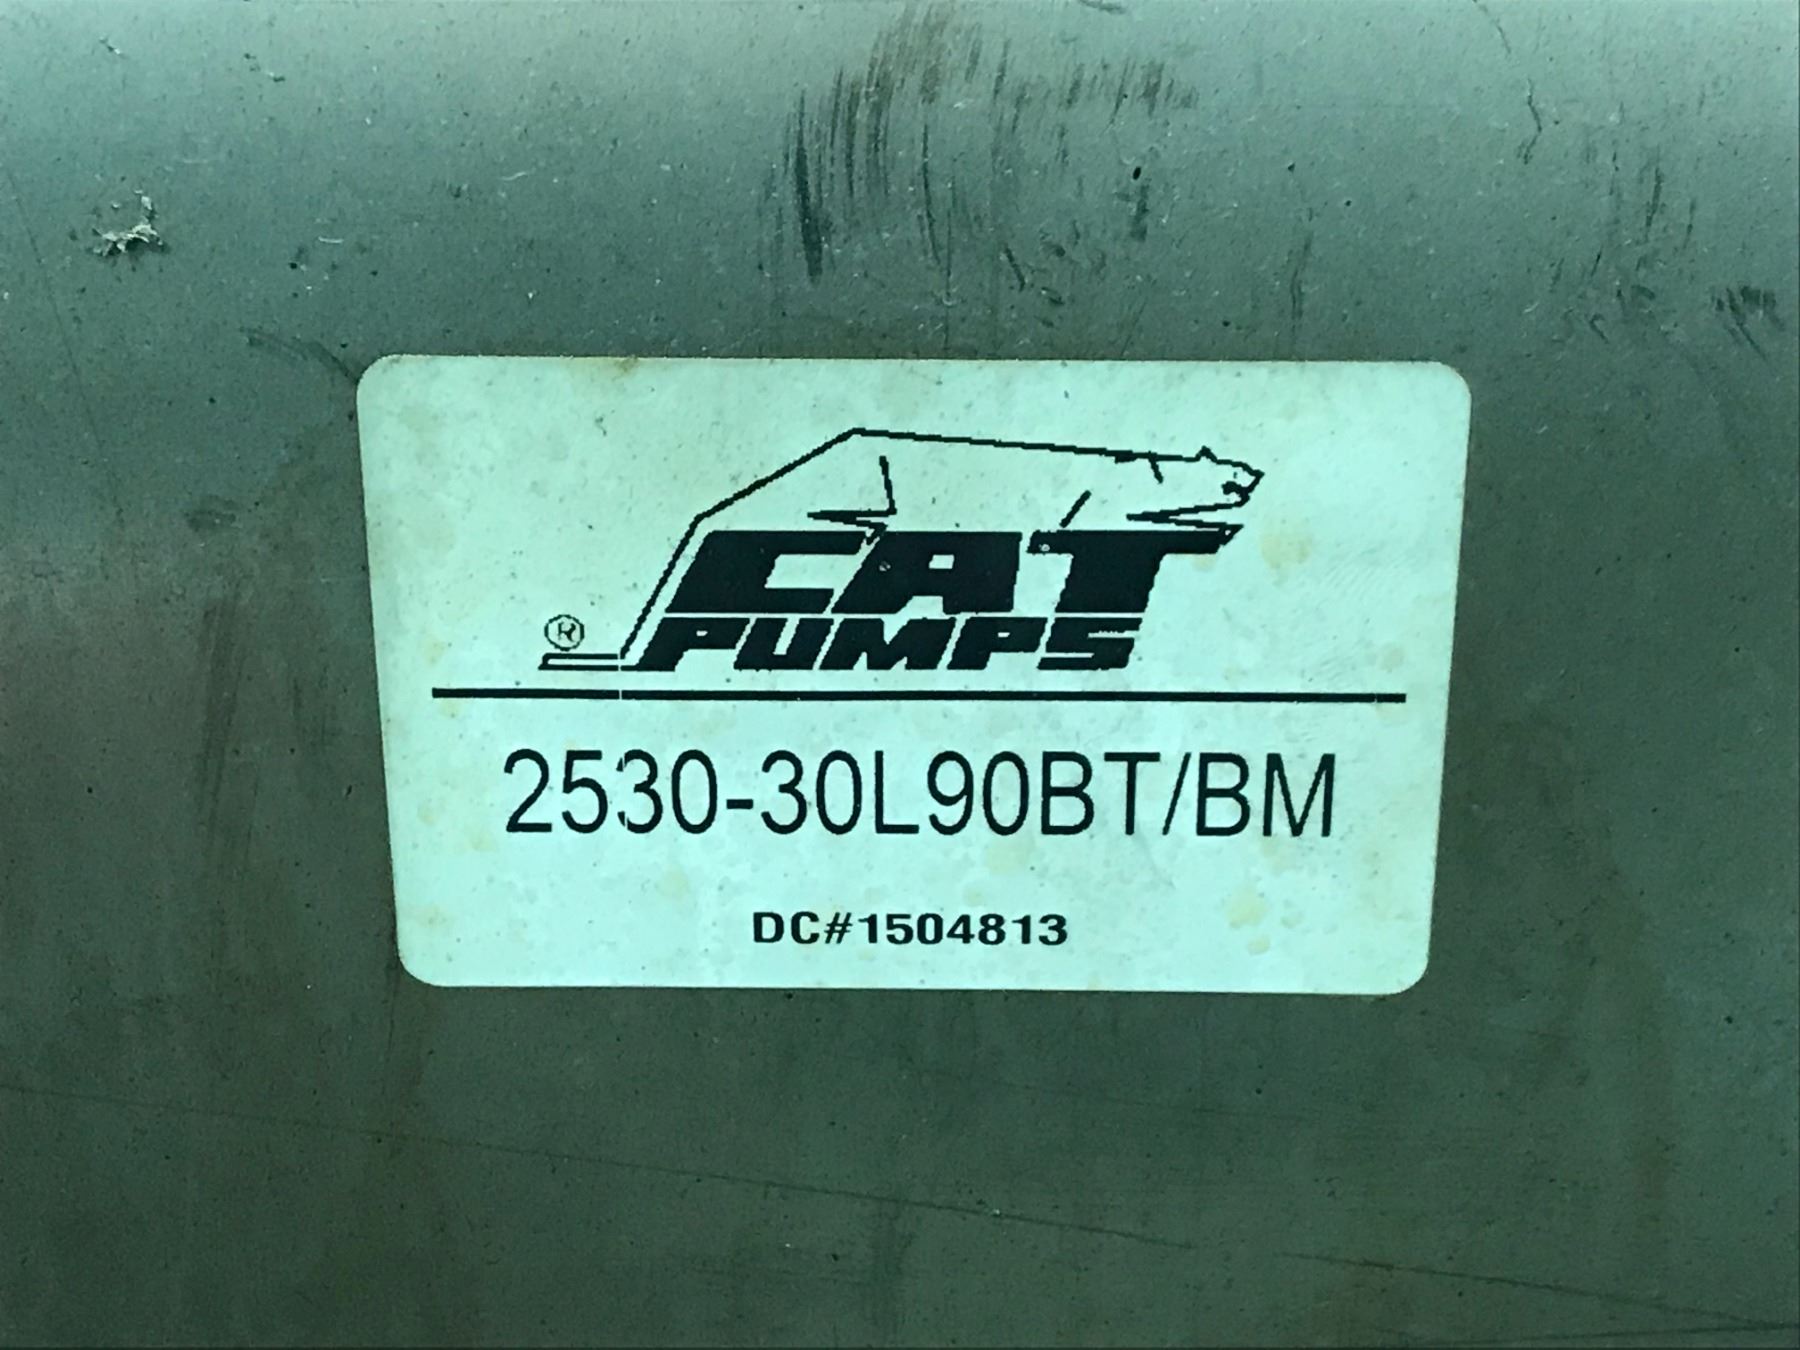 CAT
PUMPS
®
2530-30L90BT/BM
DC#1504813